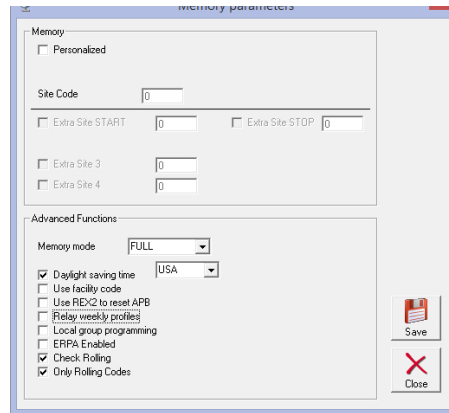 Memory parameters
Memory
Personalized
Site Code 0
Extra Site START 0 Extra Site STOP 0
Extra Site 3 0
Extra Site 4 0
Advanced Functions
Memory mode FULL
Daylight saving time USA
Use facility code
Use REX2 to reset APB
Relay weekly profiles
Local group programming
ERPA Enabled
Check Rolling
Only Rolling Codes
Save
Close